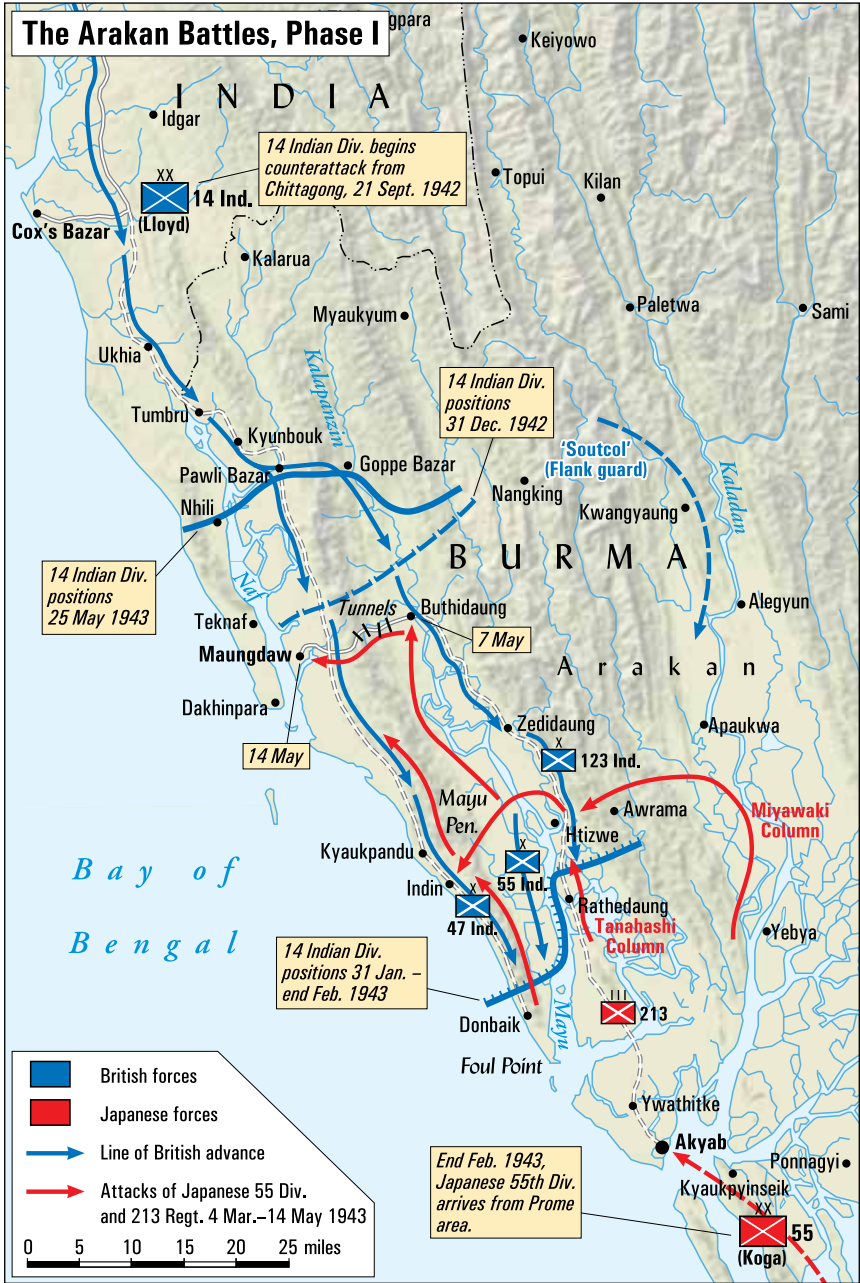 The Arakan Battles, Phase I
gpara
Keiyowo
INDIA
Idgar
14 Indian Div. begins
counterattack from
Chittagong, 21 Sept. 1942
XX
14 Ind.
(Lloyd)
Cox's Bazar
Topui
Kilan
Kalarua
Myaukyum
Paletwa
Sami
Ukhia
Kalapanzin
14 Indian Div.
positions
31 Dec. 1942
Tumbru
Kyunbouk
'Soutcol'
(Flank guard)
Kaladan
Pawli Bazar
Goppe Bazar
Nangking
Kwangyaung
Nhili
BURMA
14 Indian Div.
positions
25 May 1943
Naf
Tunnels
Buthidaung
Alegyun
Teknaf
7 May
Maungdaw
Arakan
Dakhinpara
Zedidaung
Apaukwa
14 May
X
123 Ind.
Mayu
Pen.
Awrama
Miyawaki
Column
Htizwe
Kyaukpandu
X
55 Ind.
Indin
X
47 Ind.
Rathedaung
Tanahashi
Column
Yebya
Bay of
Bengal
14 Indian Div.
positions 31 Jan. –
end Feb. 1943
Mayu
III
213
Donbaik
Foul Point
British forces
Japanese forces
Line of British advance
Attacks of Japanese 55 Div.
and 213 Regt. 4 Mar.–14 May 1943
0 5 10 15 20 25 miles
Ywathitke
Akyab
Ponnagyi
Kyaukpyinseik
End Feb. 1943,
Japanese 55th Div.
arrives from Prome
area.
XX
55
(Koga)